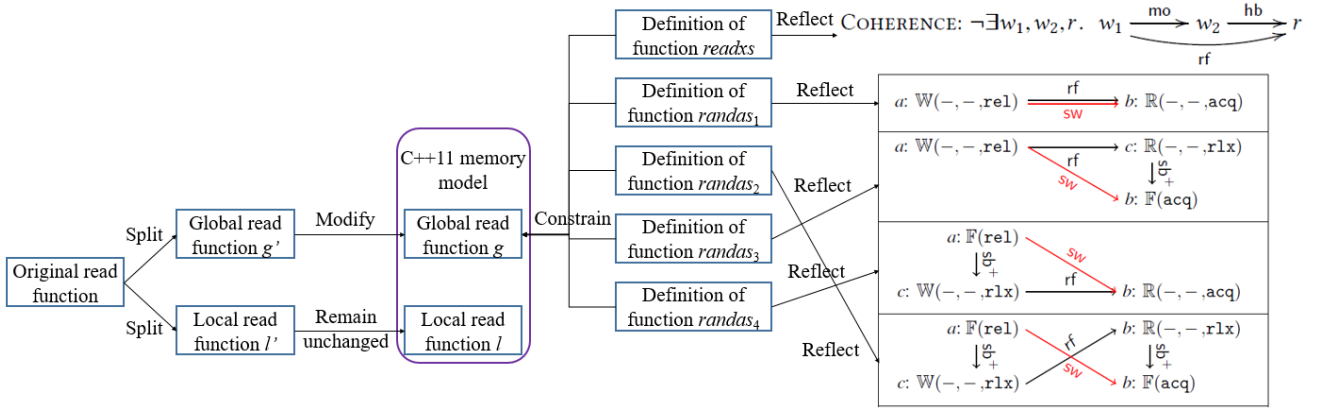 Original read
function
Split
Split
Global read
function g’
Local read
function l’
Modify
Remain
unchanged
C++11 memory
model
Global read
function g
Local read
function l
Constrain
Definition of
function readxs
Definition of
function randas₁
Definition of
function randas₂
Definition of
function randas₃
Definition of
function randas₄
Reflect
Reflect
Reflect
Reflect
Reflect
COHERENCE: ¬∃w₁, w₂, r. w₁ mo w₂ hb r
rf
a: 𝕎(−,−,rel) rf b: ℝ(−,−,acq)
sw
a: 𝕎(−,−,rel) rf c: ℝ(−,−,rlx)
sw sb+
b: 𝔽(acq)
a: 𝔽(rel) sw
sb+
c: 𝕎(−,−,rlx) rf b: ℝ(−,−,acq)
a: 𝔽(rel) rf b: ℝ(−,−,rlx)
sb+ sw sb+
c: 𝕎(−,−,rlx) b: 𝔽(acq)